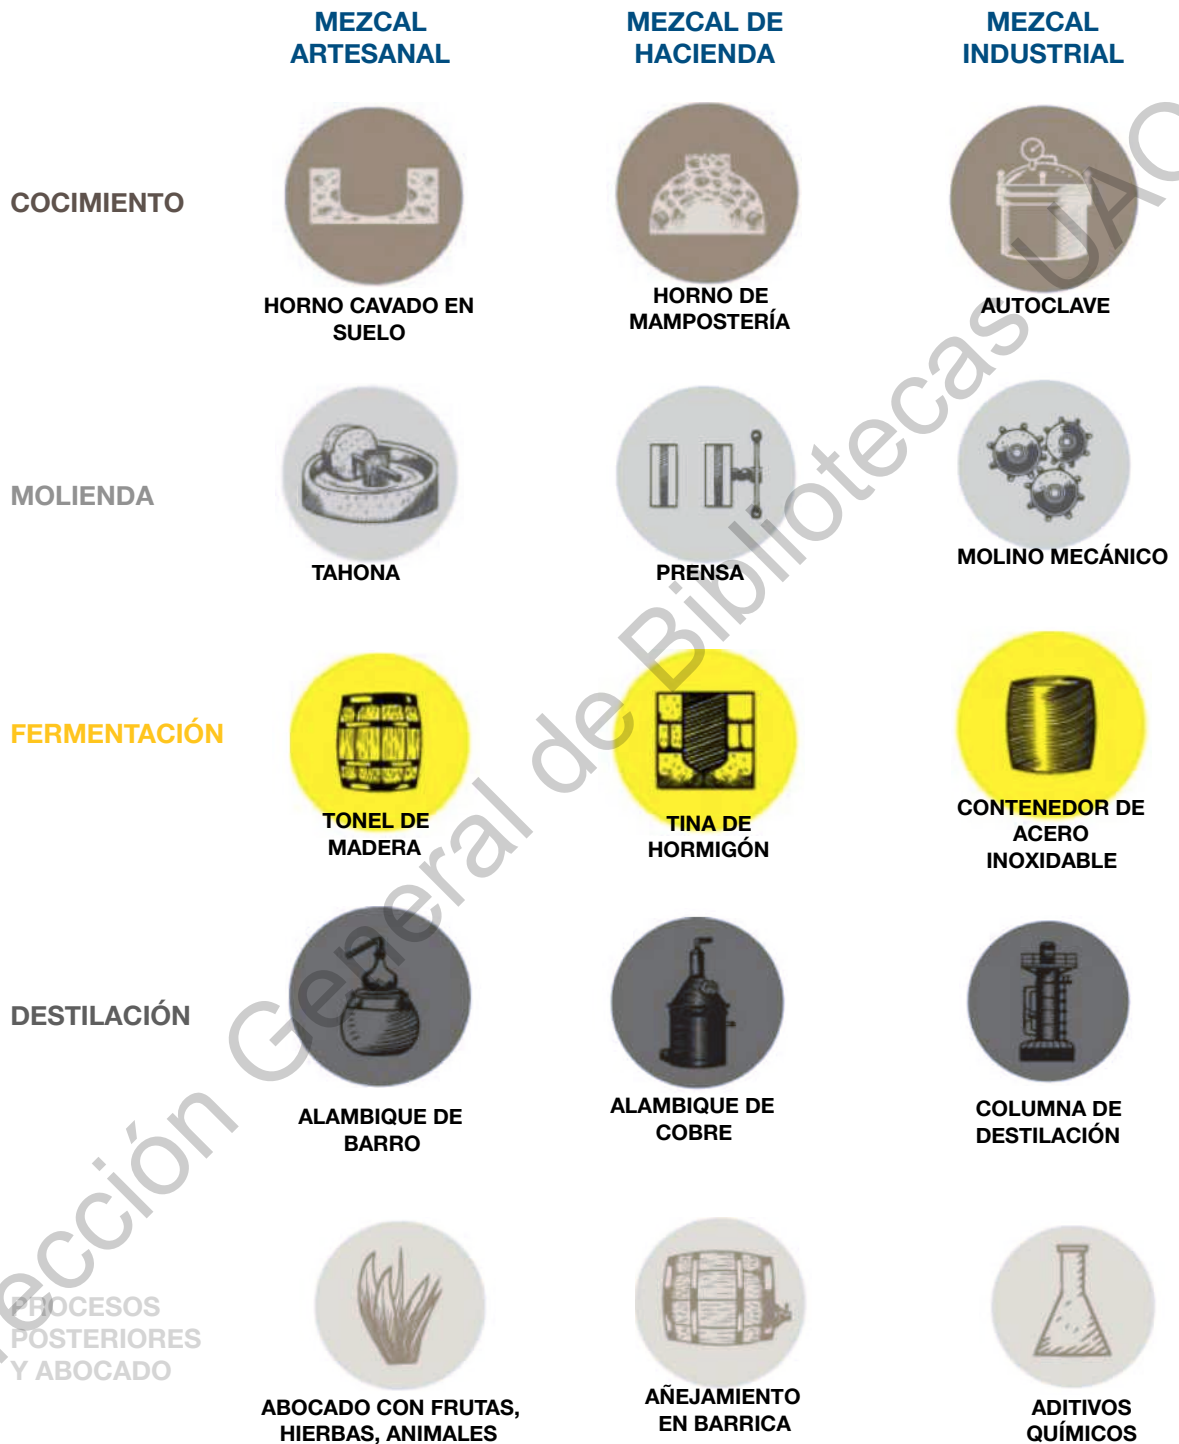 MEZCAL
ARTESANAL
MEZCAL DE
HACIENDA
MEZCAL
INDUSTRIAL
COCIMIENTO
HORNO CAVADO EN
SUELO
HORNO DE
MAMPOSTERÍA
AUTOCLAVE
MOLIENDA
TAHONA
PRENSA
MOLINO MECÁNICO
FERMENTACIÓN
TONEL DE
MADERA
TINA DE
HORMIGÓN
CONTENEDOR DE
ACERO
INOXIDABLE
DESTILACIÓN
ALAMBIQUE DE
BARRO
ALAMBIQUE DE
COBRE
COLUMNA DE
DESTILACIÓN
PROCESOS
POSTERIORES
Y ABOCADO
ABOCADO CON FRUTAS,
HIERBAS, ANIMALES
AÑEJAMIENTO
EN BARRICA
ADITIVOS
QUÍMICOS
ección General de Bibliotecas UAQ